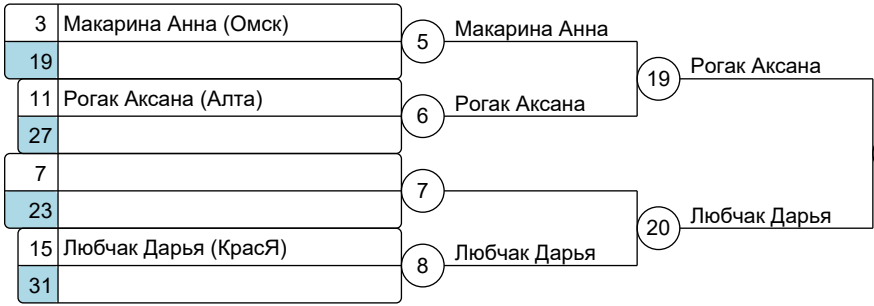 3 Макарина Анна (Омск)
5 Макарина Анна
19
19 Рогак Аксана
11 Рогак Аксана (Алта)
6 Рогак Аксана
27
7
7
23
20 Любчак Дарья
15 Любчак Дарья (КрасЯ)
8 Любчак Дарья
31